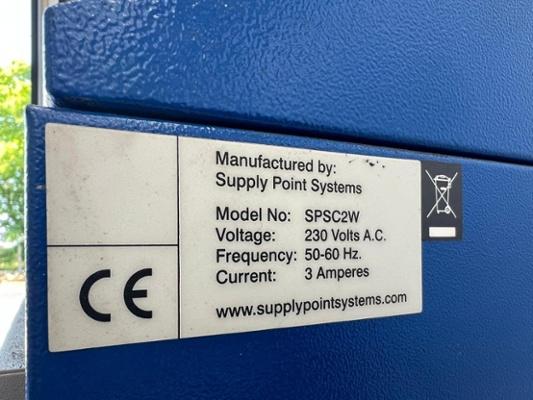 Manufactured by:
Supply Point Systems
Model No: SPSC2W
Voltage: 230 Volts A.C.
Frequency: 50-60 Hz.
Current: 3 Amperes
CE
www.supplypointsystems.com